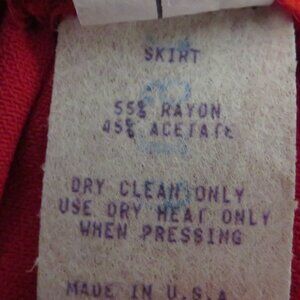 SKIRT
55% RAYON
45% ACETATE
DRY CLEAN ONLY
USE DRY HEAT ONLY
WHEN PRESSING
MADE IN U.S.A.